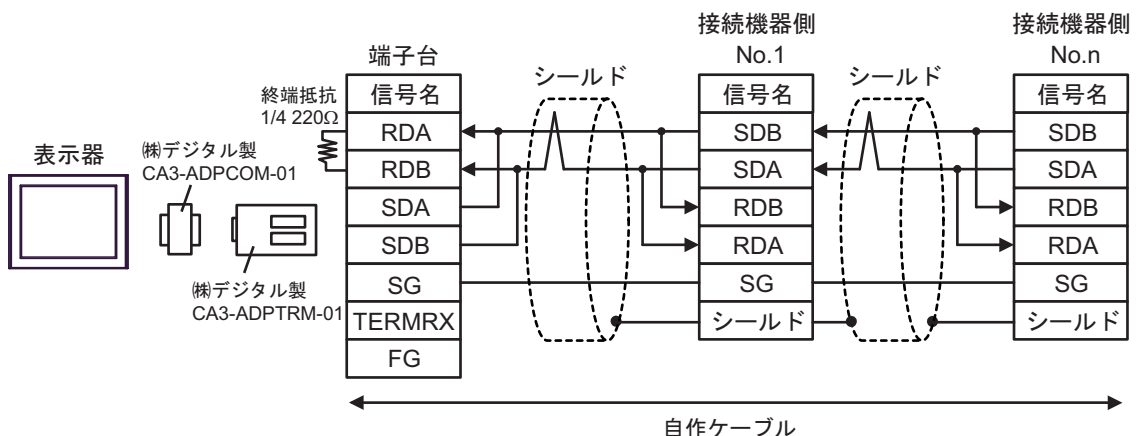 表示器
㈱デジタル製
CA3-ADPCOM-01
㈱デジタル製
CA3-ADPTRM-01
終端抵抗
1/4 220Ω
端子台
信号名
RDA
RDB
SDA
SDB
SG
TERMRX
FG
シールド
接続機器側
No.1
信号名
SDB
SDA
RDB
RDA
SG
シールド
シールド
接続機器側
No.n
信号名
SDB
SDA
RDB
RDA
SG
シールド
自作ケーブル